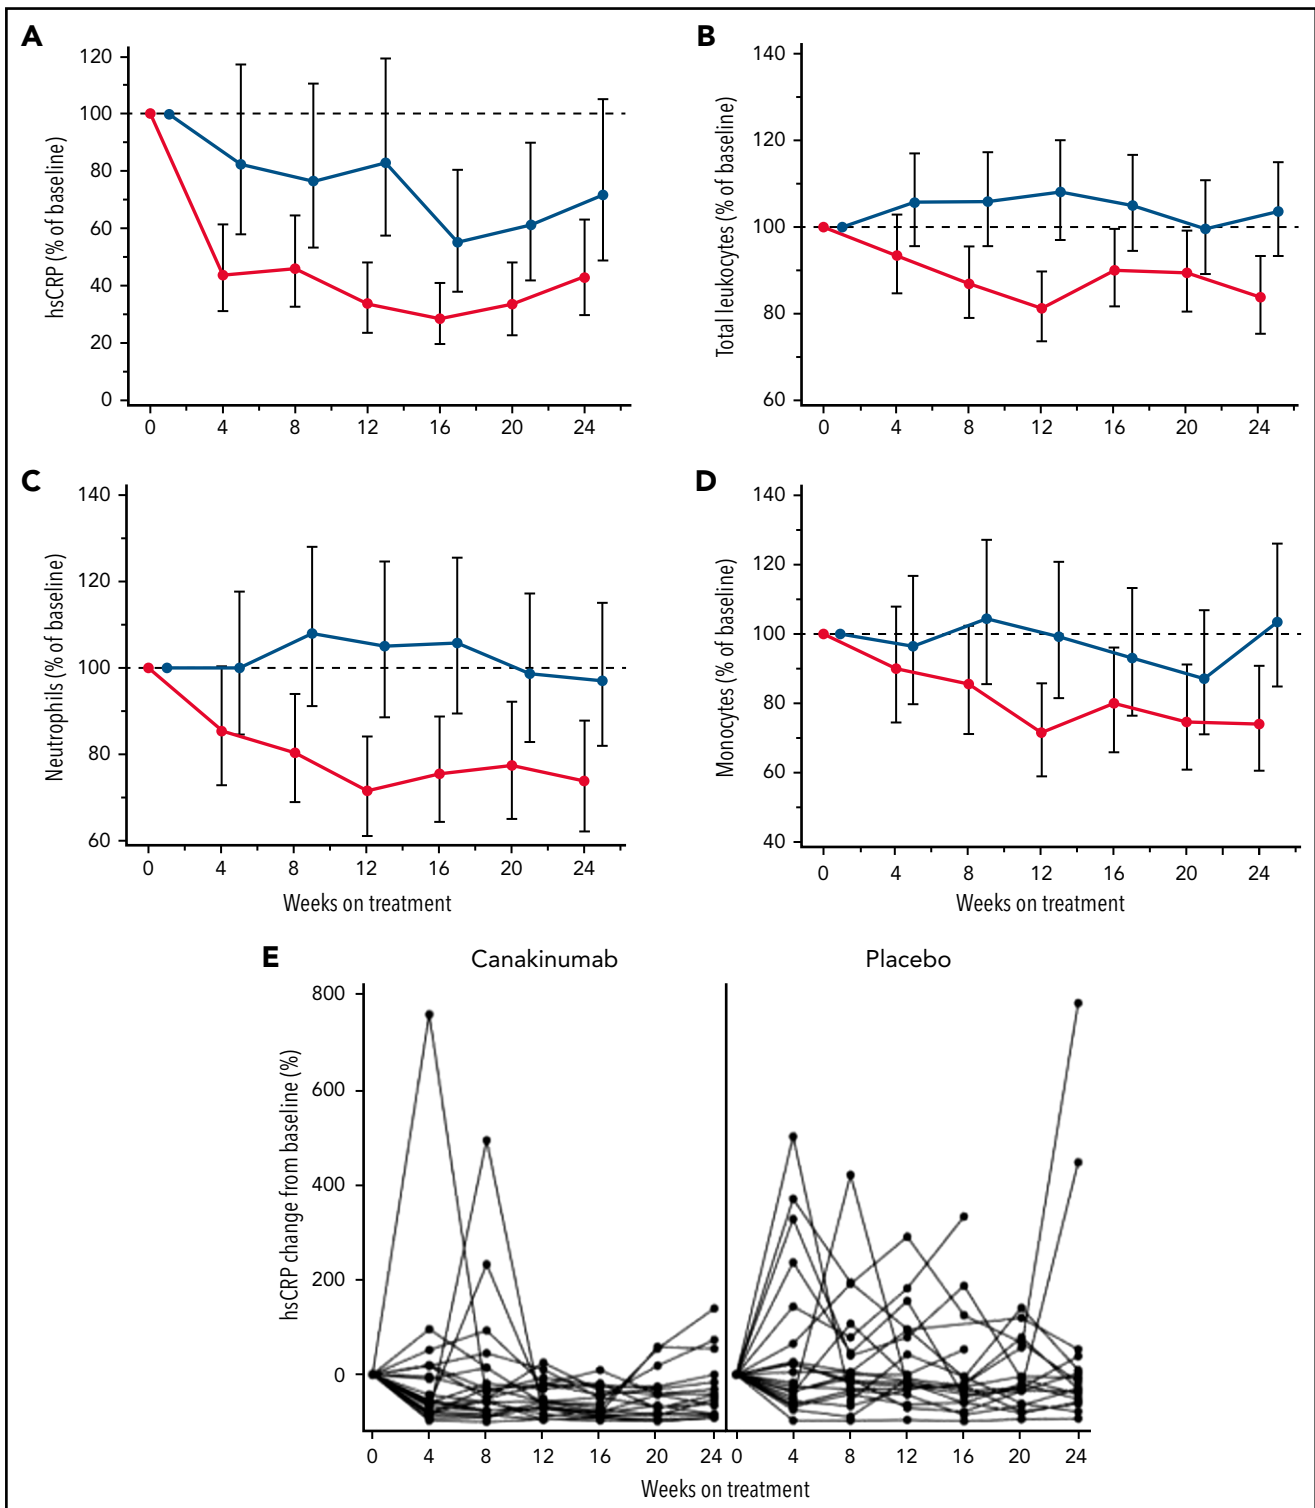 A
hsCRP (% of baseline)
120
100
80
60
40
20
0
0 4 8 12 16 20 24
B
Total leukocytes (% of baseline)
140
120
100
80
60
0 4 8 12 16 20 24
C
Neutrophils (% of baseline)
140
120
100
80
60
0 4 8 12 16 20 24
Weeks on treatment
D
Monocytes (% of baseline)
140
120
100
80
60
40
0 4 8 12 16 20 24
Weeks on treatment
E
Canakinumab Placebo
hsCRP change from baseline (%)
800
600
400
200
0
0 4 8 12 16 20 24 0 4 8 12 16 20 24
Weeks on treatment